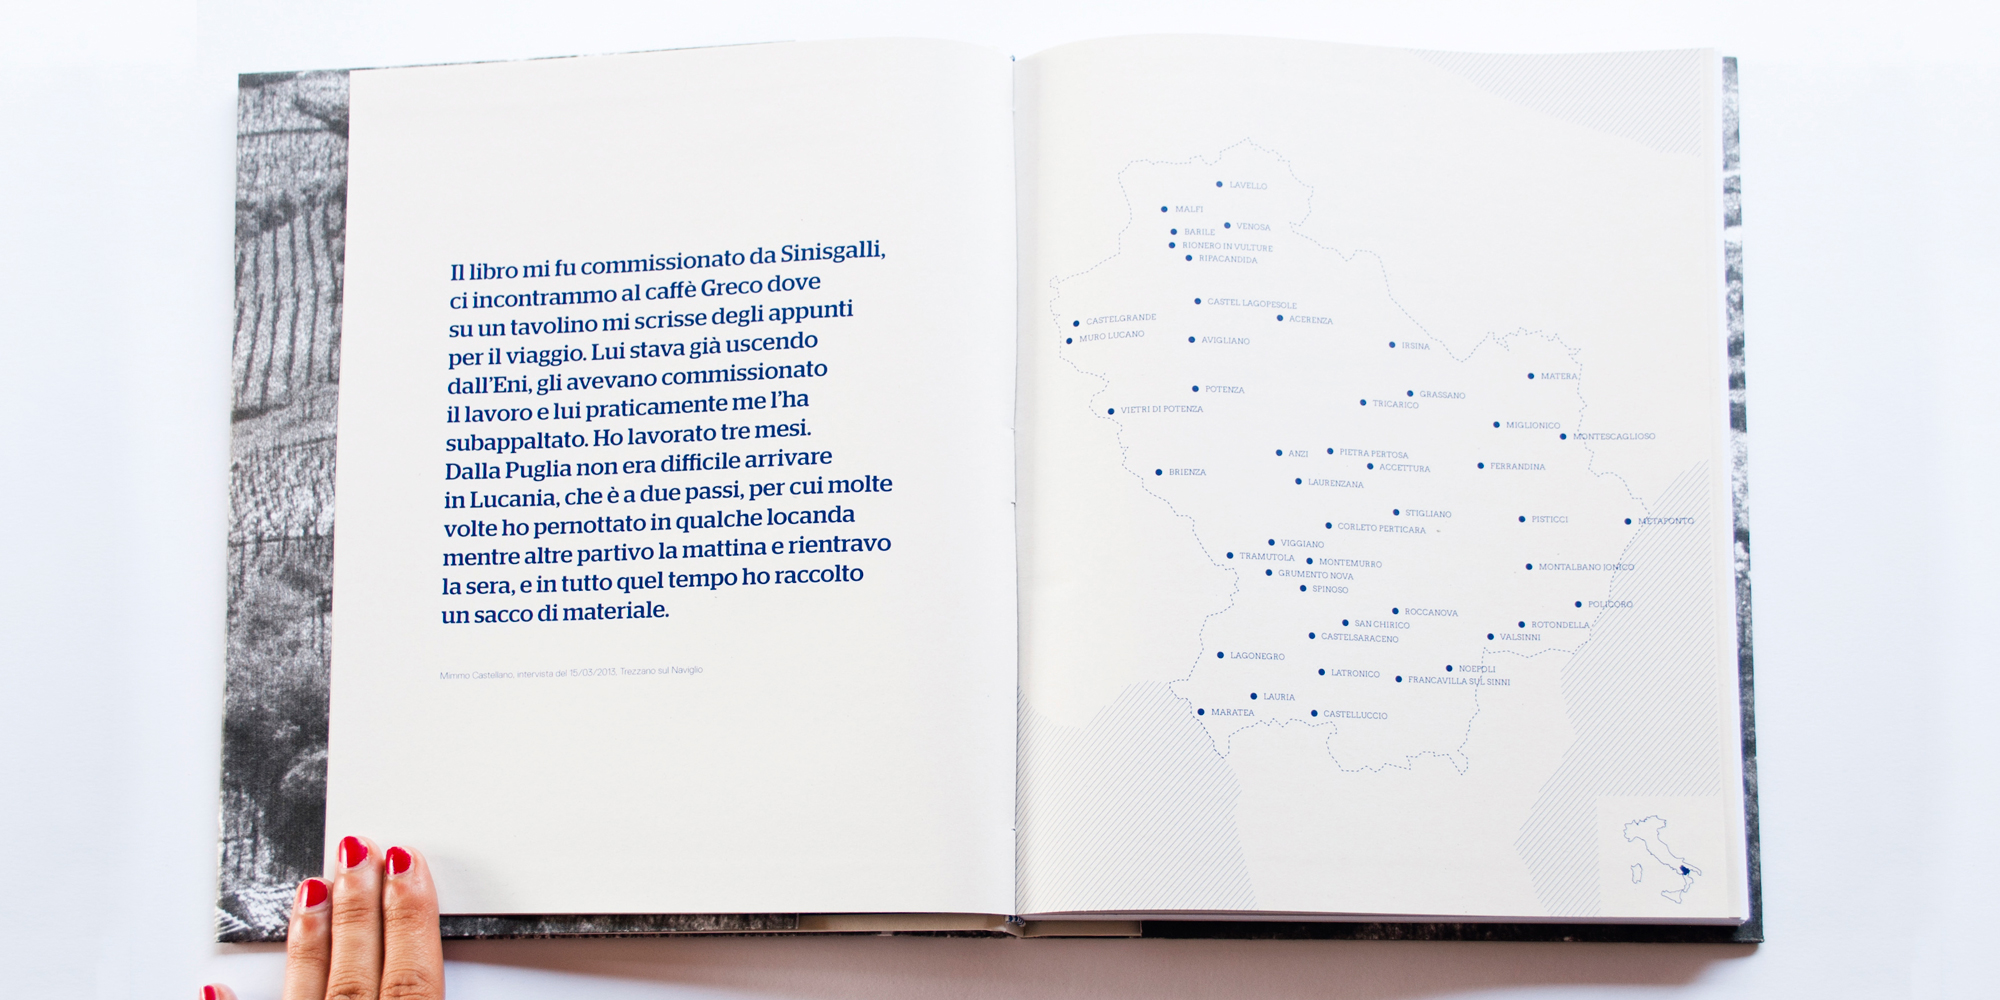 Il libro mi fu commissionato da Sinisgalli,
ci incontrammo al caffè Greco dove
su un tavolino mi scrisse degli appunti
per il viaggio. Lui stava già uscendo
dall'Eni, gli avevano commissionato
il lavoro e lui praticamente me l'ha
subappaltato. Ho lavorato tre mesi.
Dalla Puglia non era difficile arrivare
in Lucania, che è a due passi, per cui molte
volte ho pernottato in qualche locanda
mentre altre partivo la mattina e rientravo
la sera, e in tutto quel tempo ho raccolto
un sacco di materiale.
Mimmo Castellano, intervista del 15/03/2013, Trezzano sul Naviglio
LAVELLO
MALFI
VENOSA
BARILE
RIONERO IN VULTURE
RIPACANDIDA
CASTEL LAGOPESOLE
ACERENZA
CASTELGRANDE
MURO LUCANO
AVIGLIANO
IRSINA
MATERA
POTENZA
GRASSANO
TRICARICO
VIETRI DI POTENZA
MIGLIONICO
MONTESCAGLIOSO
ANZI
PIETRA PERTOSA
ACCETTURA
FERRANDINA
BRIENZA
LAURENZANA
STIGLIANO
PISTICCI
METAPONTO
CORLETO PERTICARA
VIGGIANO
TRAMUTOLA
MONTEMURRO
GRUMENTO NOVA
MONTALBANO IONICO
SPINOSO
ROCCANOVA
POLICORO
SAN CHIRICO
ROTONDELLA
CASTELSARACENO
VALSINNI
LAGONEGRO
LATRONICO
NOEPOLI
FRANCAVILLA SUL SINNI
LAURIA
MARATEA
CASTELLUCCIO